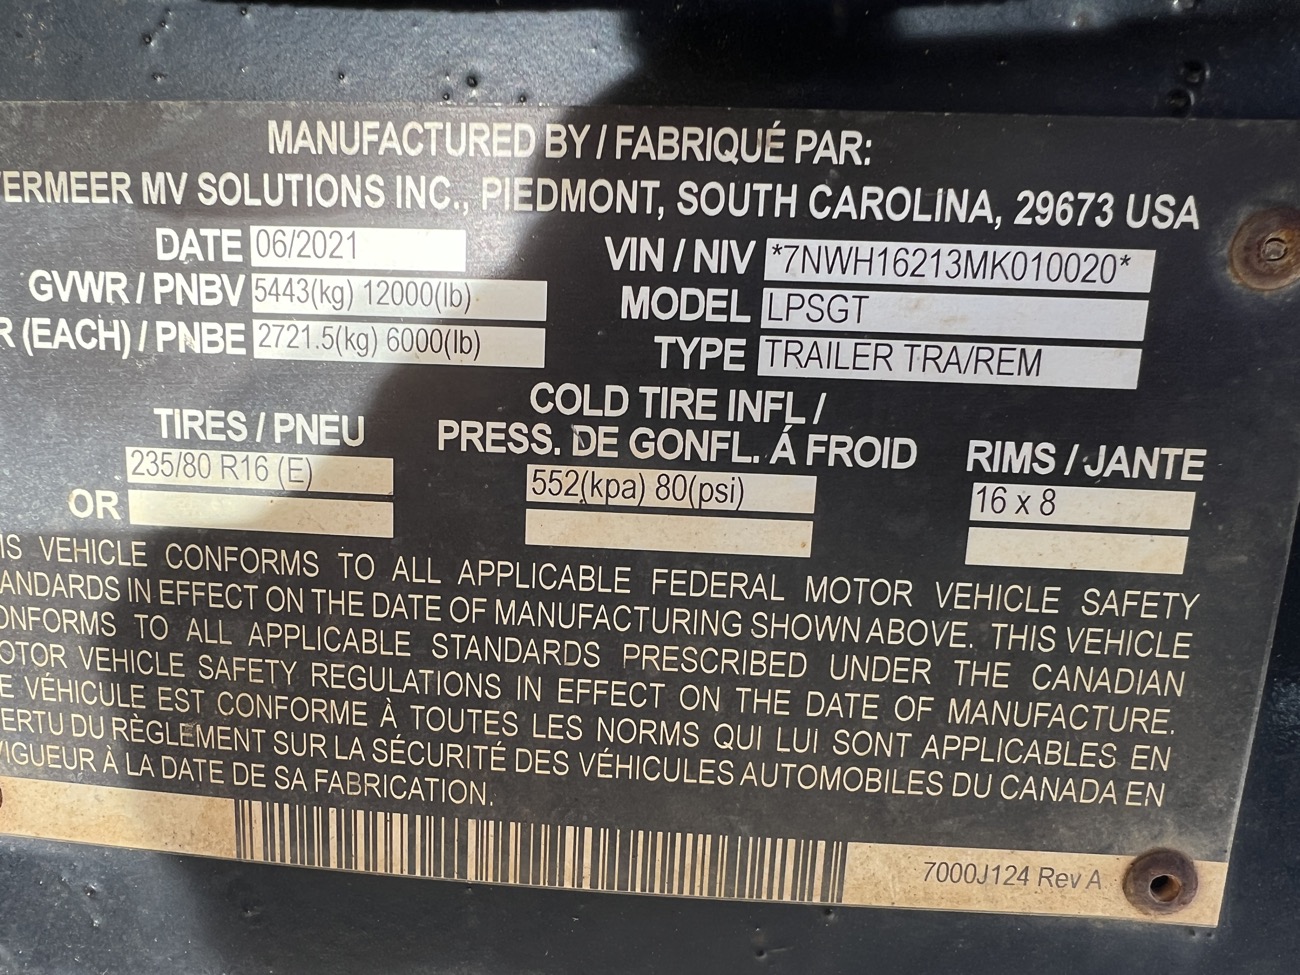 MANUFACTURED BY / FABRIQUÉ PAR:
VERMEER MV SOLUTIONS INC., PIEDMONT, SOUTH CAROLINA, 29673 USA
DATE 06/2021
VIN / NIV *7NWH16213MK010020*
GVWR / PNBV 5443(kg) 12000(lb)
MODEL LPSGT
R (EACH) / PNBE 2721.5(kg) 6000(lb)
TYPE TRAILER TRA/REM
TIRES / PNEU
COLD TIRE INFL /
PRESS. DE GONFL. Á FROID
RIMS / JANTE
235/80 R16 (E)
552(kpa) 80(psi)
16 x 8
OR
IS VEHICLE CONFORMS TO ALL APPLICABLE FEDERAL MOTOR VEHICLE SAFETY
ANDARDS IN EFFECT ON THE DATE OF MANUFACTURING SHOWN ABOVE. THIS VEHICLE
ONFORMS TO ALL APPLICABLE STANDARDS PRESCRIBED UNDER THE CANADIAN
OTOR VEHICLE SAFETY REGULATIONS IN EFFECT ON THE DATE OF MANUFACTURE.
E VÉHICULE EST CONFORME À TOUTES LES NORMS QUI LUI SONT APPLICABLES EN
VERTU DU RÈGLEMENT SUR LA SÉCURITÉ DES VÉHICULES AUTOMOBILES DU CANADA EN
VIGUEUR À LA DATE DE SA FABRICATION.
7000J124 Rev A